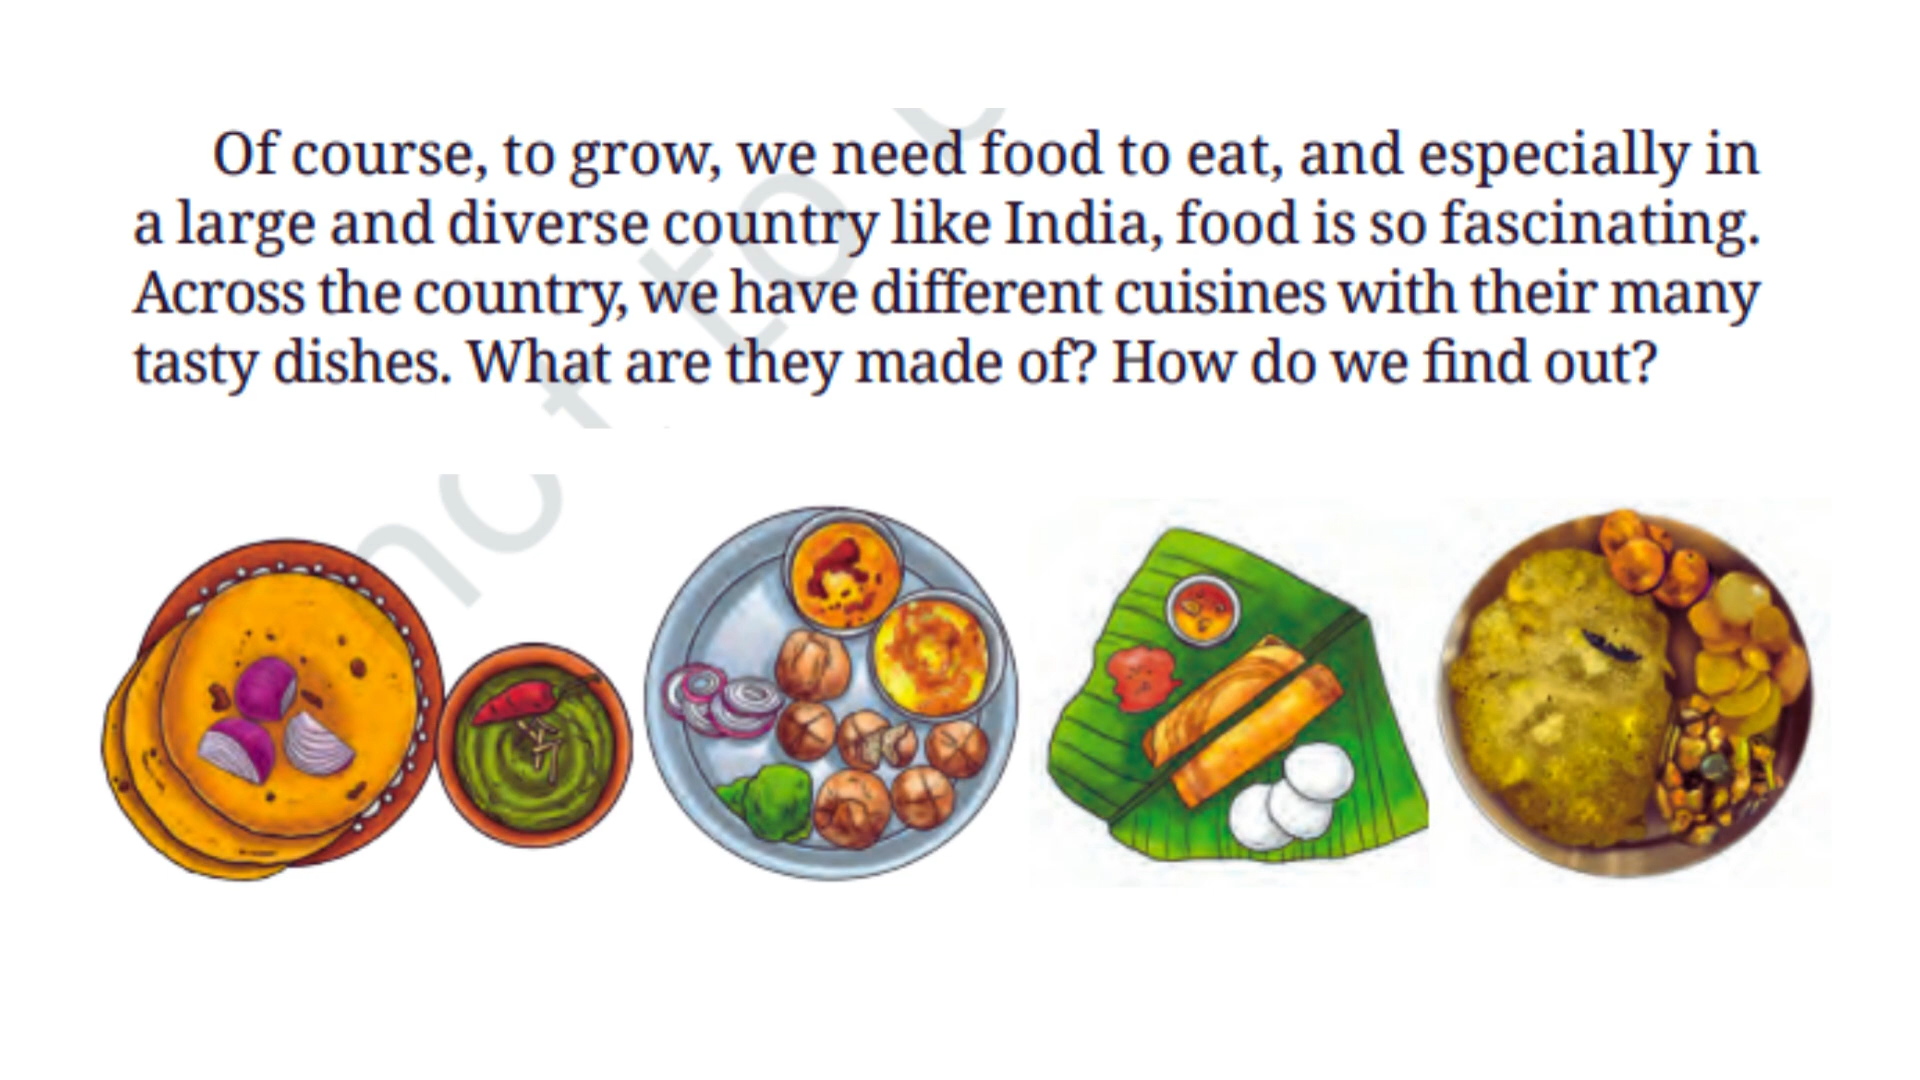 Of course, to grow, we need food to eat, and especially in
a large and diverse country like India, food is so fascinating.
Across the country, we have different cuisines with their many
tasty dishes. What are they made of? How do we find out?
not to